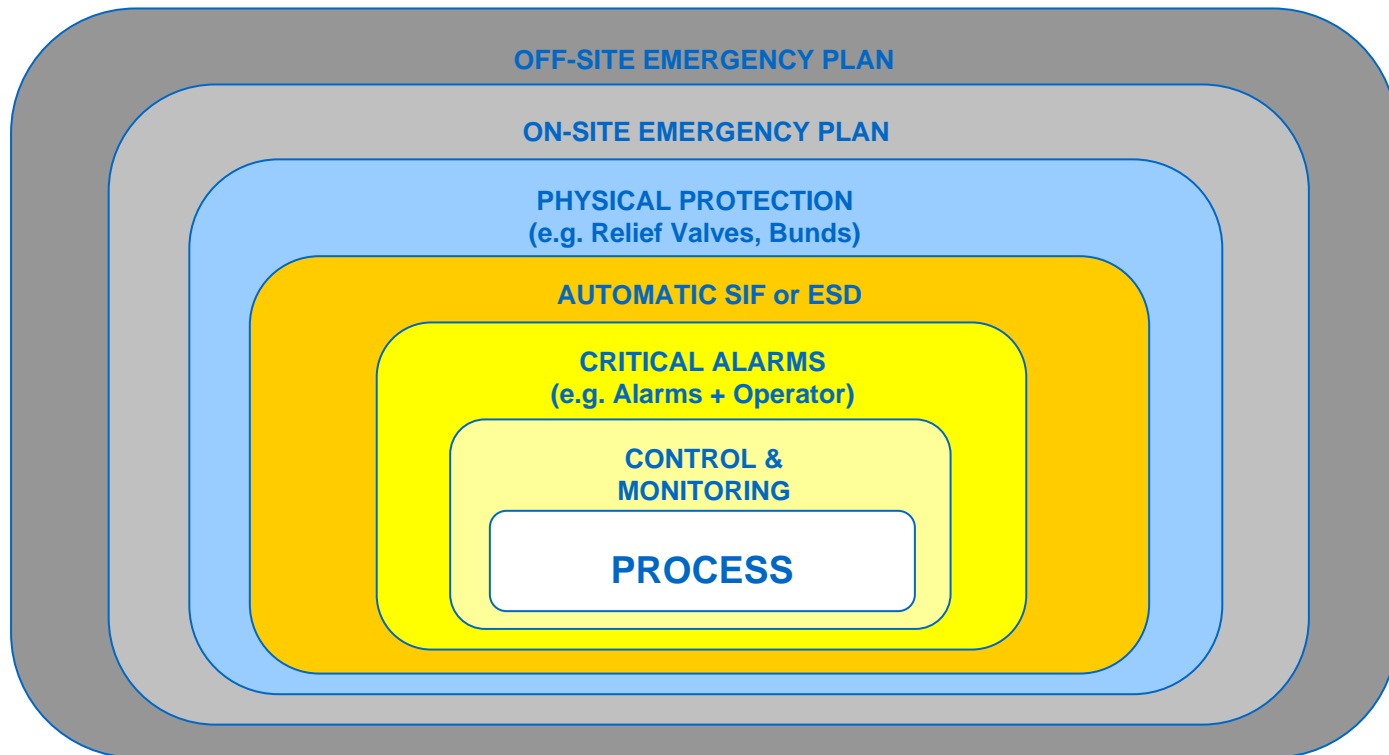 OFF-SITE EMERGENCY PLAN
ON-SITE EMERGENCY PLAN
PHYSICAL PROTECTION
(e.g. Relief Valves, Bunds)
AUTOMATIC SIF or ESD
CRITICAL ALARMS
(e.g. Alarms + Operator)
CONTROL &
MONITORING
PROCESS